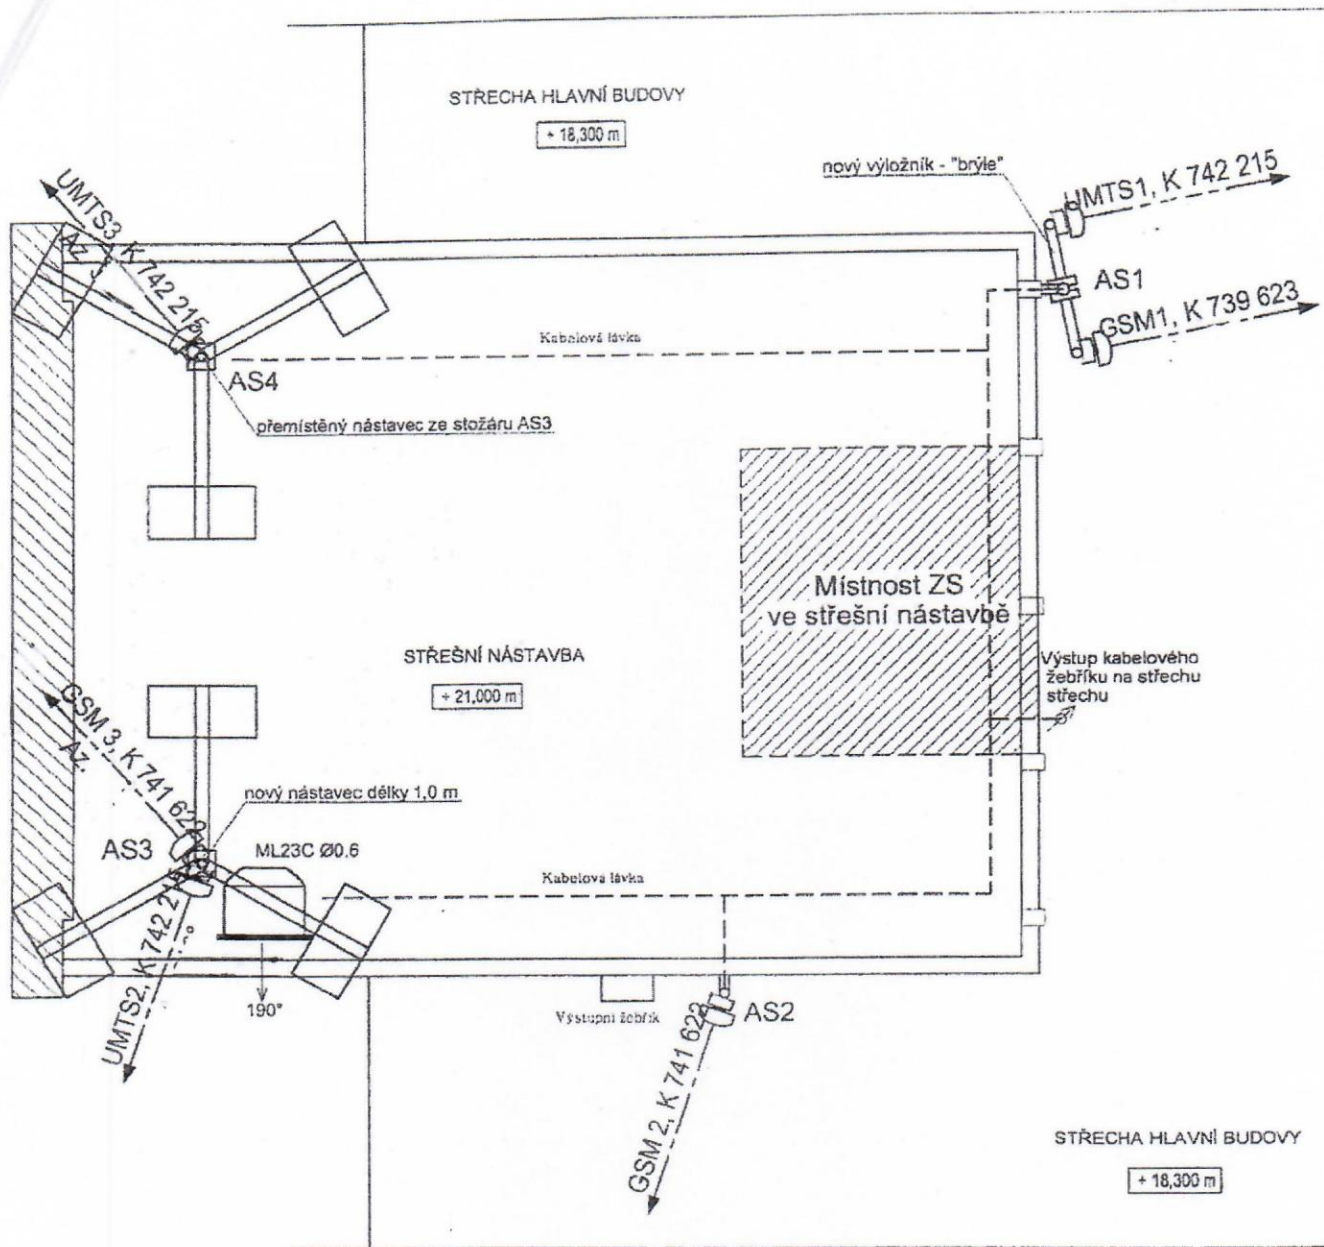 STŘECHA HLAVNÍ BUDOVY
+ 18,300 m
nový výložník - "brýle"
UMTS1, K 742 215
AS1
GSM1, K 739 623
UMTS3, K 742 215
Az.
Kabelová lávka
AS4
přemístěný nástavec ze stožáru AS3
Místnost ZS
ve střešní nástavbě
STŘEŠNÍ NÁSTAVBA
+ 21,000 m
Výstup kabelového
žebříku na střechu
střechu
GSM 3, K 741 622
Az.
nový nástavec délky 1,0 m
AS3
ML23C Ø0.6
Kabelová lávka
UMTS2, K 742 215
190°
Výstupní žebřík
AS2
GSM 2, K 741 622
STŘECHA HLAVNÍ BUDOVY
+ 18,300 m